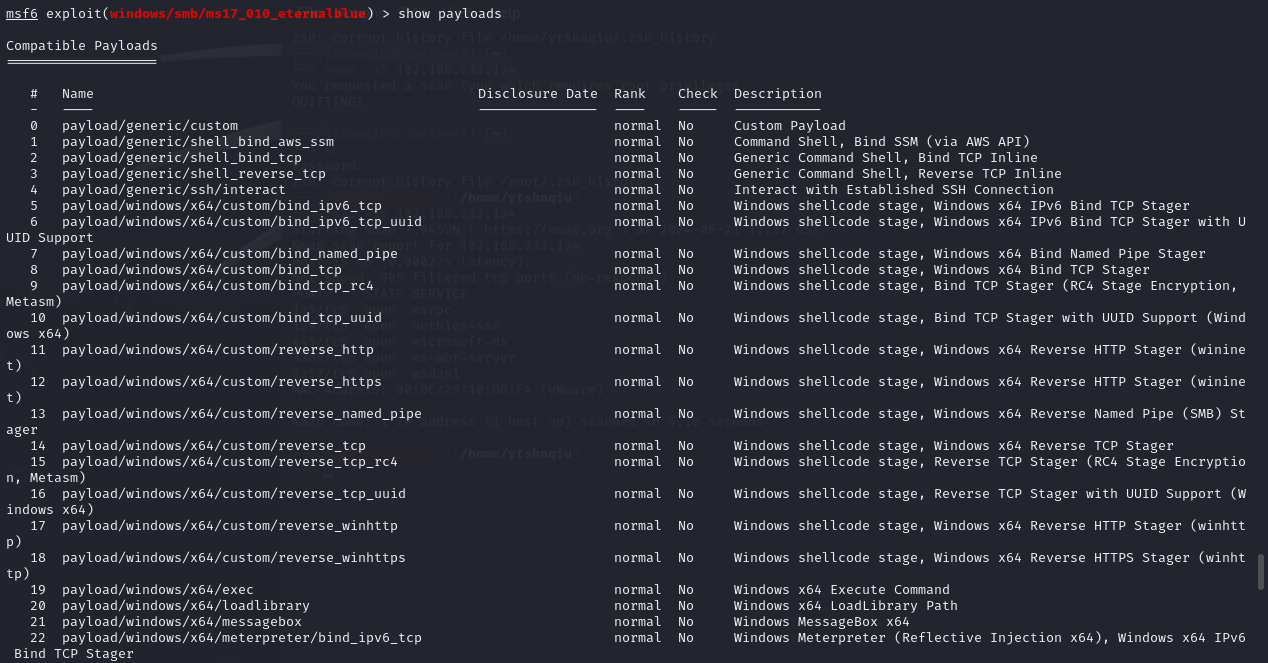 msf6 exploit(windows/smb/ms17_010_eternalblue) > show payloads
Compatible Payloads
===================
#   Name                                        Disclosure Date  Rank    Check  Description
-   ----                                        ---------------  ----    -----  -----------
0   payload/generic/custom                                       normal  No     Custom Payload
1   payload/generic/shell_bind_aws_ssm                           normal  No     Command Shell, Bind SSM (via AWS API)
2   payload/generic/shell_bind_tcp                               normal  No     Generic Command Shell, Bind TCP Inline
3   payload/generic/shell_reverse_tcp                            normal  No     Generic Command Shell, Reverse TCP Inline
4   payload/generic/ssh/interact                                 normal  No     Interact with Established SSH Connection
5   payload/windows/x64/custom/bind_ipv6_tcp                     normal  No     Windows shellcode stage, Windows x64 IPv6 Bind TCP Stager
6   payload/windows/x64/custom/bind_ipv6_tcp_uuid                normal  No     Windows shellcode stage, Windows x64 IPv6 Bind TCP Stager with U
UID Support
7   payload/windows/x64/custom/bind_named_pipe                   normal  No     Windows shellcode stage, Windows x64 Bind Named Pipe Stager
8   payload/windows/x64/custom/bind_tcp                          normal  No     Windows shellcode stage, Windows x64 Bind TCP Stager
9   payload/windows/x64/custom/bind_tcp_rc4                      normal  No     Windows shellcode stage, Bind TCP Stager (RC4 Stage Encryption,
Metasm)
10  payload/windows/x64/custom/bind_tcp_uuid                     normal  No     Windows shellcode stage, Bind TCP Stager with UUID Support (Wind
ows x64)
11  payload/windows/x64/custom/reverse_http                      normal  No     Windows shellcode stage, Windows x64 Reverse HTTP Stager (winine
t)
12  payload/windows/x64/custom/reverse_https                     normal  No     Windows shellcode stage, Windows x64 Reverse HTTP Stager (winine
t)
13  payload/windows/x64/custom/reverse_named_pipe                normal  No     Windows shellcode stage, Windows x64 Reverse Named Pipe (SMB) St
ager
14  payload/windows/x64/custom/reverse_tcp                       normal  No     Windows shellcode stage, Windows x64 Reverse TCP Stager
15  payload/windows/x64/custom/reverse_tcp_rc4                   normal  No     Windows shellcode stage, Reverse TCP Stager (RC4 Stage Encryptio
n, Metasm)
16  payload/windows/x64/custom/reverse_tcp_uuid                  normal  No     Windows shellcode stage, Reverse TCP Stager with UUID Support (W
indows x64)
17  payload/windows/x64/custom/reverse_winhttp                   normal  No     Windows shellcode stage, Windows x64 Reverse HTTP Stager (winhtt
p)
18  payload/windows/x64/custom/reverse_winhttps                  normal  No     Windows shellcode stage, Windows x64 Reverse HTTPS Stager (winht
tp)
19  payload/windows/x64/exec                                     normal  No     Windows x64 Execute Command
20  payload/windows/x64/loadlibrary                              normal  No     Windows x64 LoadLibrary Path
21  payload/windows/x64/messagebox                               normal  No     Windows MessageBox x64
22  payload/windows/x64/meterpreter/bind_ipv6_tcp                normal  No     Windows Meterpreter (Reflective Injection x64), Windows x64 IPv6
Bind TCP Stager